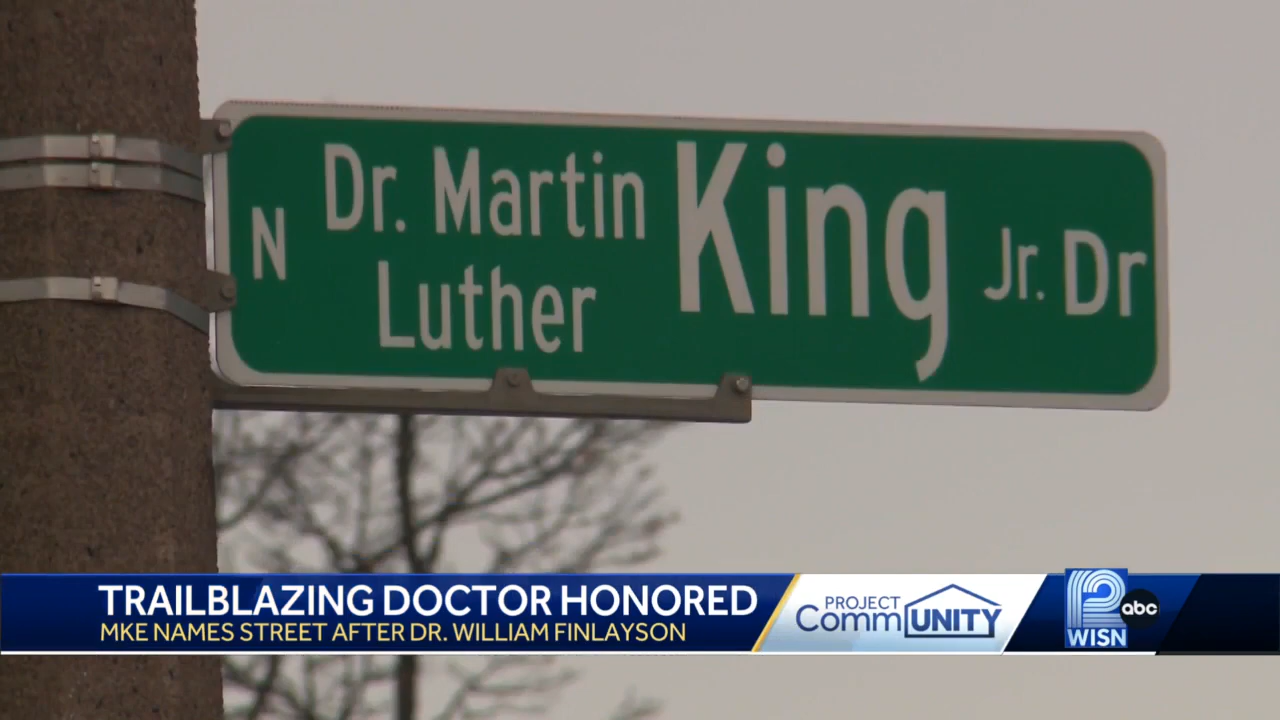 N Dr. Martin Luther King Jr. Dr
TRAILBLAZING DOCTOR HONORED
MKE NAMES STREET AFTER DR. WILLIAM FINLAYSON
PROJECT
CommUNITY
12
abc
WISN